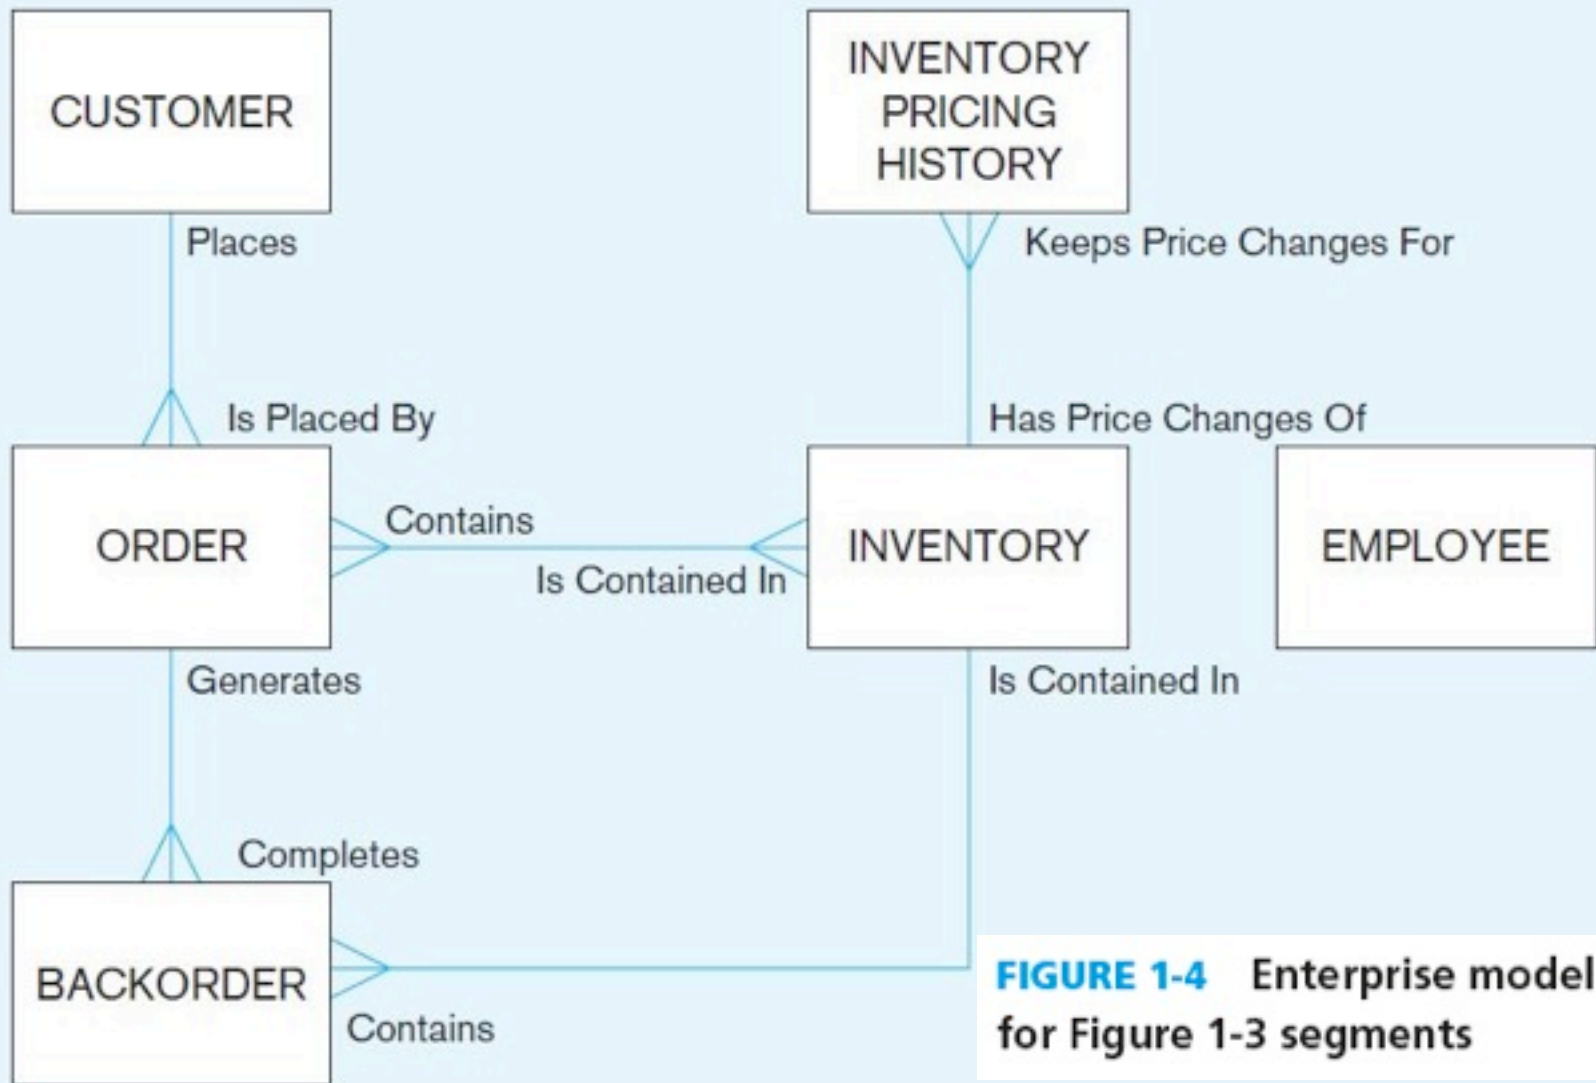 CUSTOMER
INVENTORY
PRICING
HISTORY
Places
Keeps Price Changes For
Is Placed By
Has Price Changes Of
ORDER
Contains
Is Contained In
INVENTORY
EMPLOYEE
Generates
Is Contained In
Completes
BACKORDER
Contains
FIGURE 1-4 Enterprise model
for Figure 1-3 segments